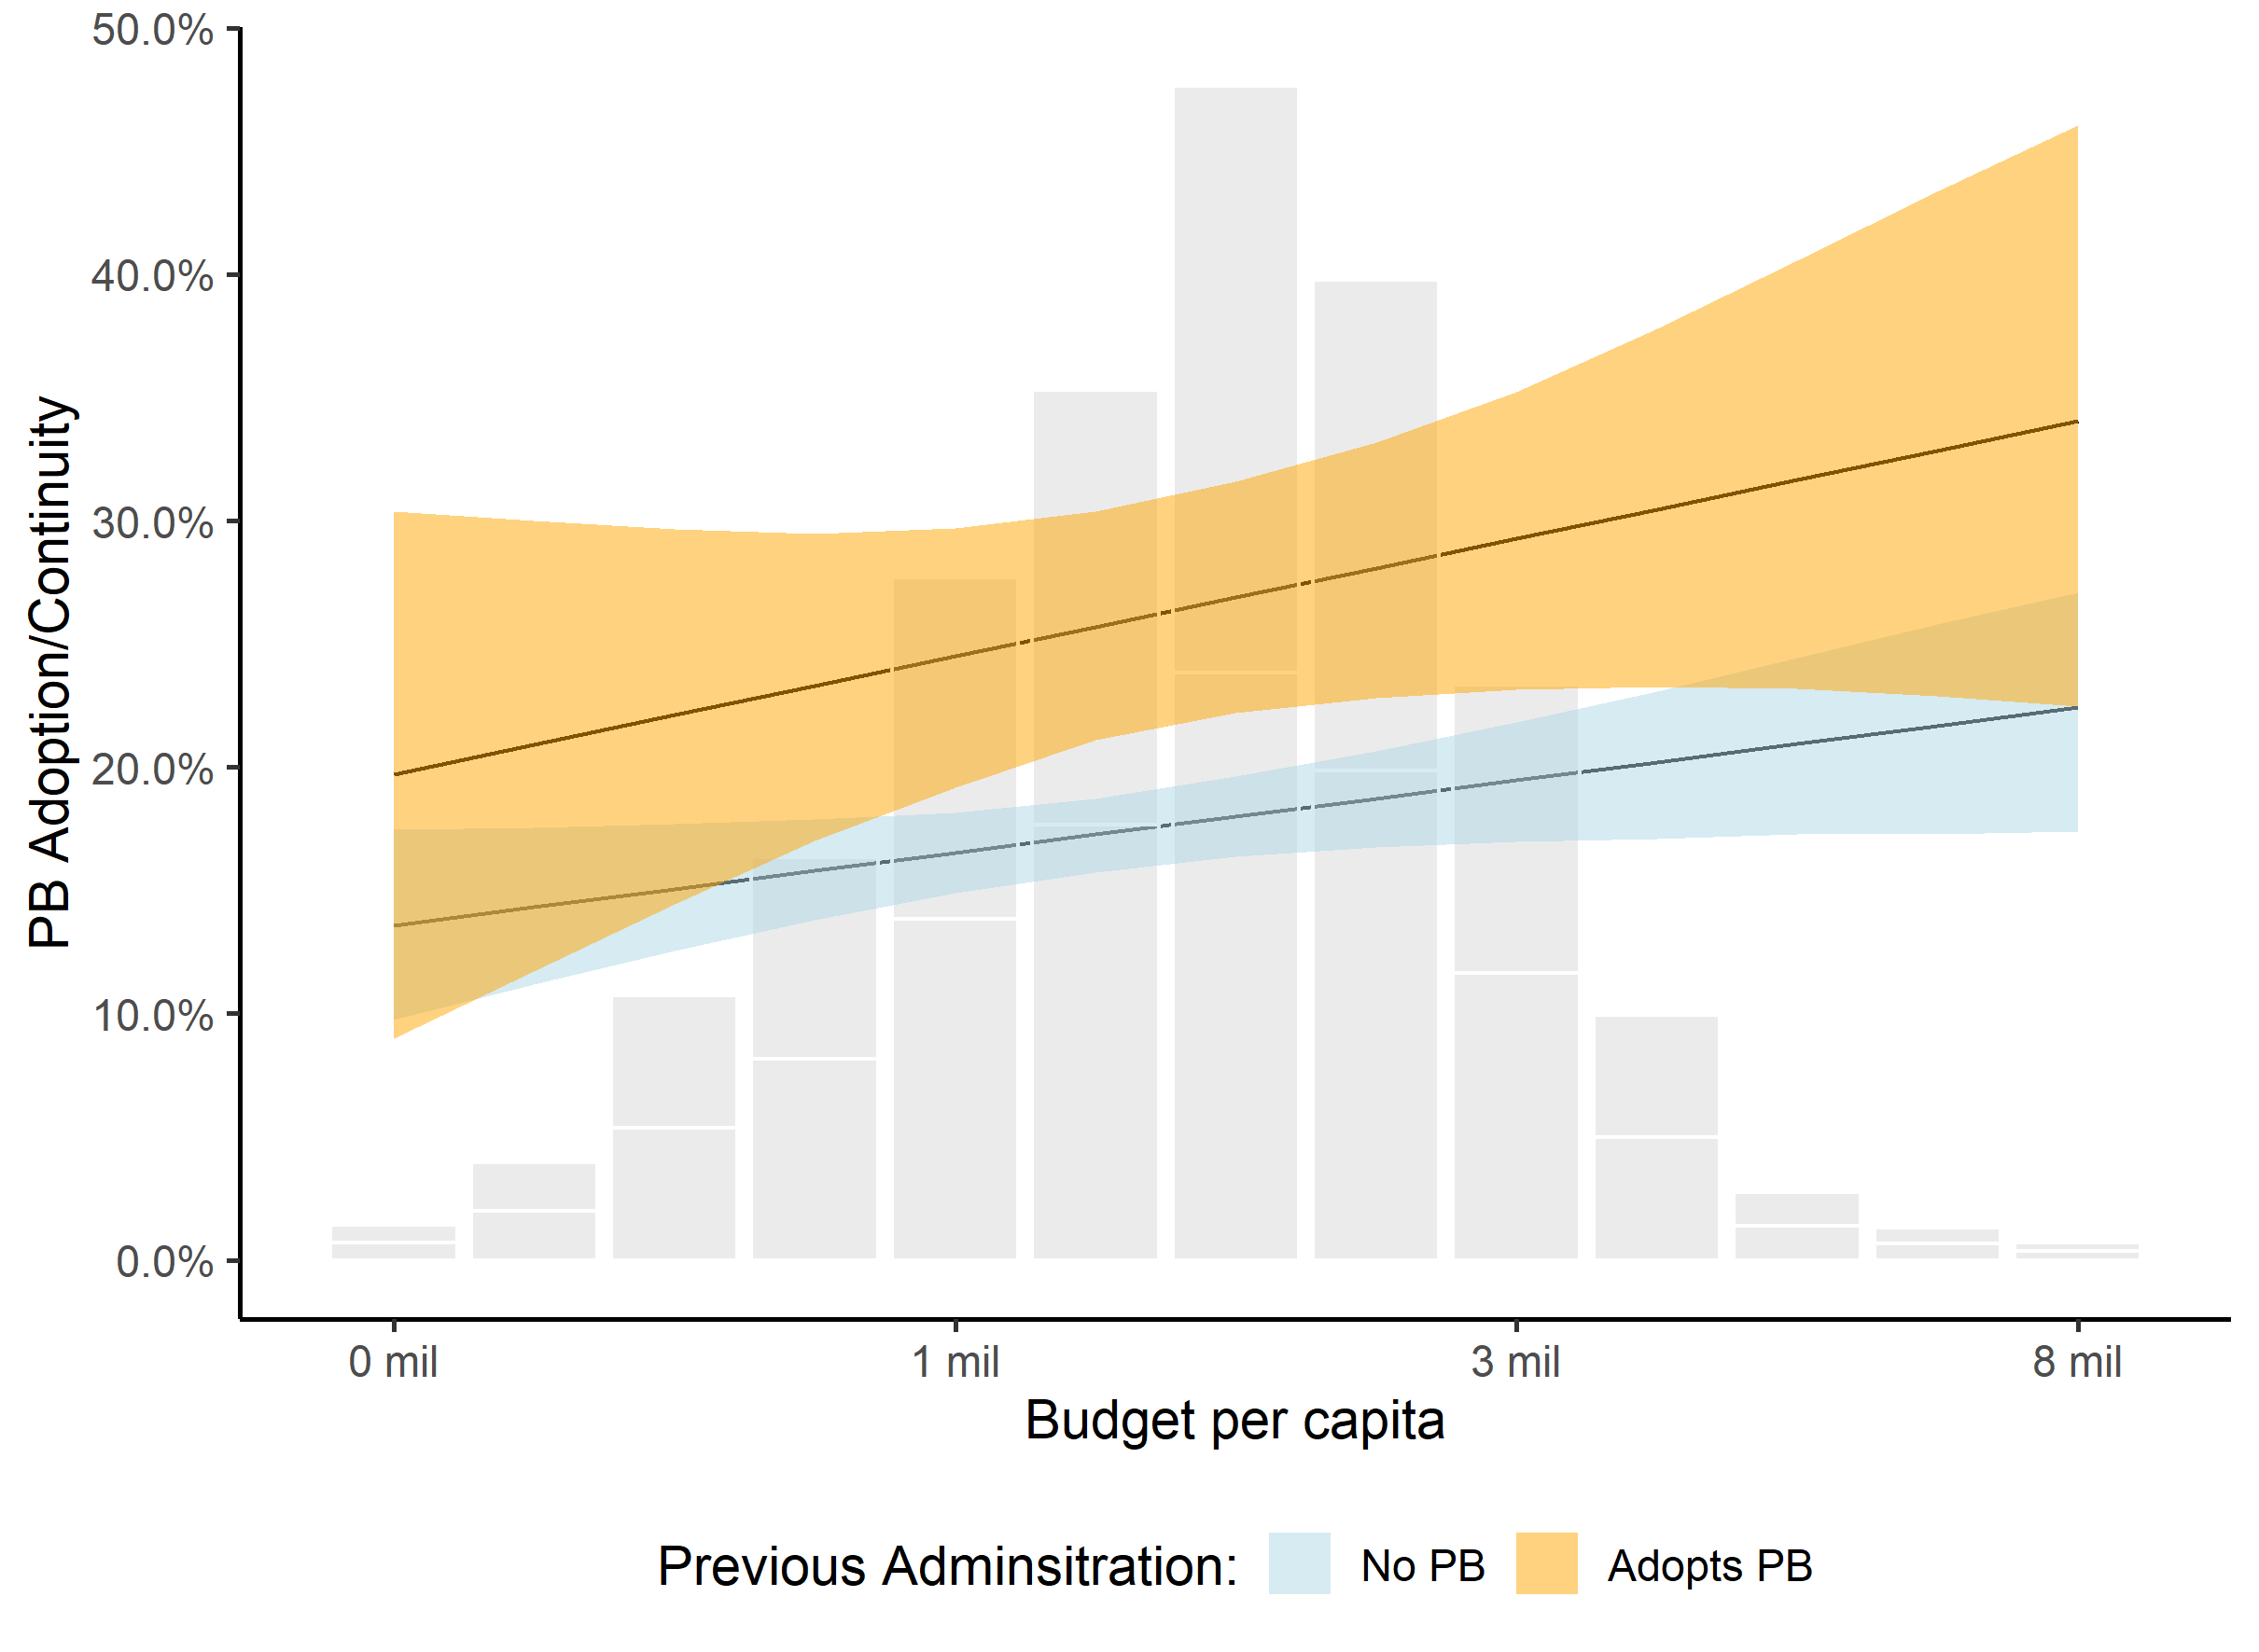 50.0%
40.0%
30.0%
20.0%
10.0%
0.0%
PB Adoption/Continuity
0 mil
1 mil
3 mil
8 mil
Budget per capita
Previous Adminsitration:
No PB
Adopts PB